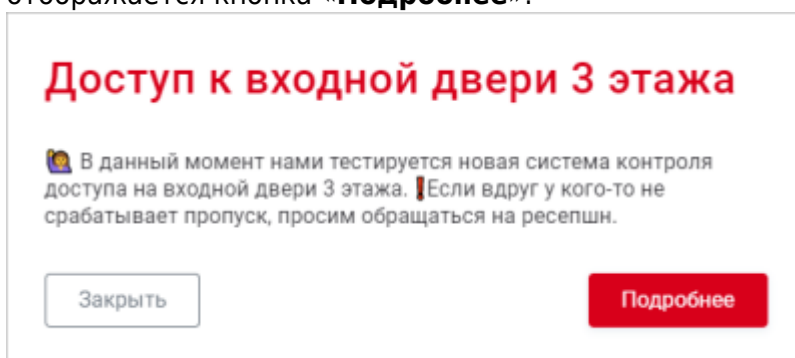 отображается кнопка «Подробнее».
Доступ к входной двери 3 этажа
🙋 В данный момент нами тестируется новая система контроля
доступа на входной двери 3 этажа. ❗Если вдруг у кого-то не
срабатывает пропуск, просим обращаться на ресепшн.
Закрыть
Подробнее